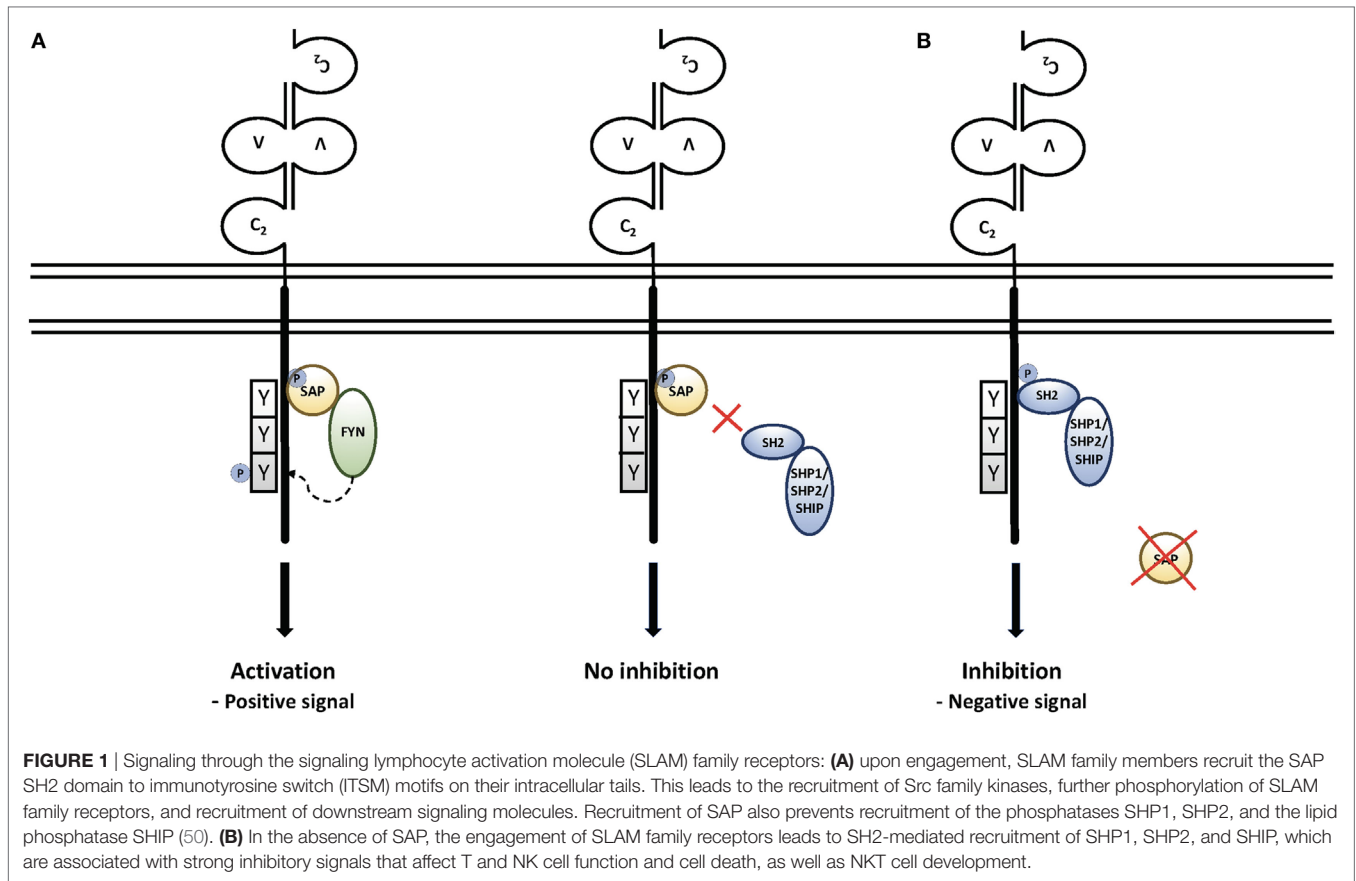 A
B
C2
C2
C2
V V
V V
V V
C2
C2
C2
P
SAP
FYN
Y
Y
P Y
P
SAP
Y
Y
Y
SH2
SHP1/
SHP2/
SHIP
P
SH2
Y
Y
Y
SHP1/
SHP2/
SHIP
SAP
Activation
- Positive signal
No inhibition
Inhibition
- Negative signal
FIGURE 1 | Signaling through the signaling lymphocyte activation molecule (SLAM) family receptors: (A) upon engagement, SLAM family members recruit the SAP
SH2 domain to immunotyrosine switch (ITSM) motifs on their intracellular tails. This leads to the recruitment of Src family kinases, further phosphorylation of SLAM
family receptors, and recruitment of downstream signaling molecules. Recruitment of SAP also prevents recruitment of the phosphatases SHP1, SHP2, and the lipid
phosphatase SHIP (50). (B) In the absence of SAP, the engagement of SLAM family receptors leads to SH2-mediated recruitment of SHP1, SHP2, and SHIP, which
are associated with strong inhibitory signals that affect T and NK cell function and cell death, as well as NKT cell development.